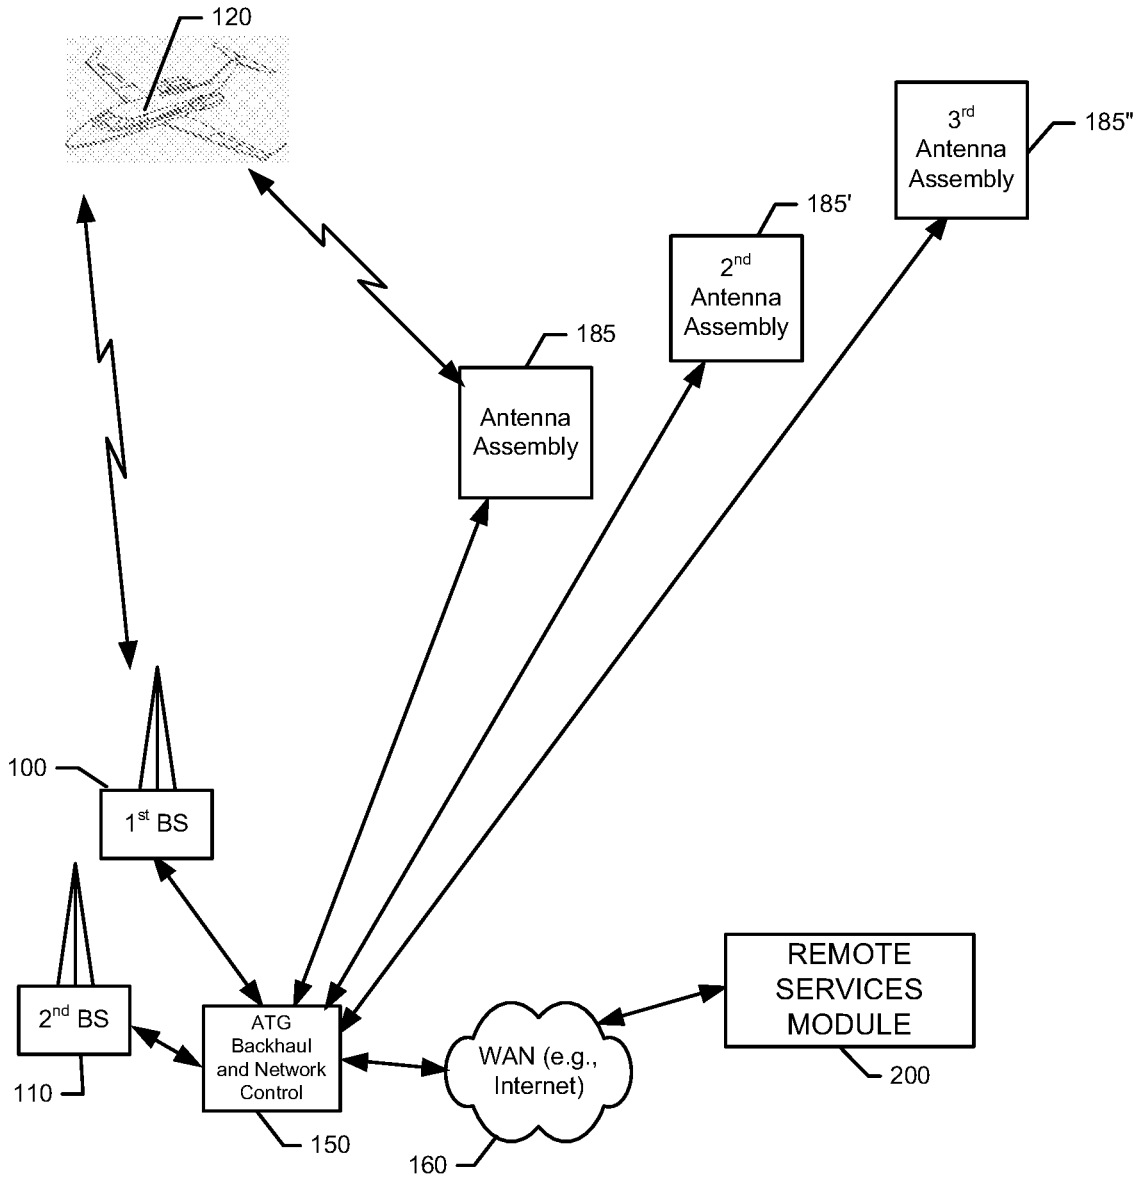 120
3rd
Antenna
Assembly
185"
185'
2nd
Antenna
Assembly
185
Antenna
Assembly
100
1st BS
2nd BS
110
ATG
Backhaul
and Network
Control
150
WAN (e.g.,
Internet)
160
REMOTE
SERVICES
MODULE
200